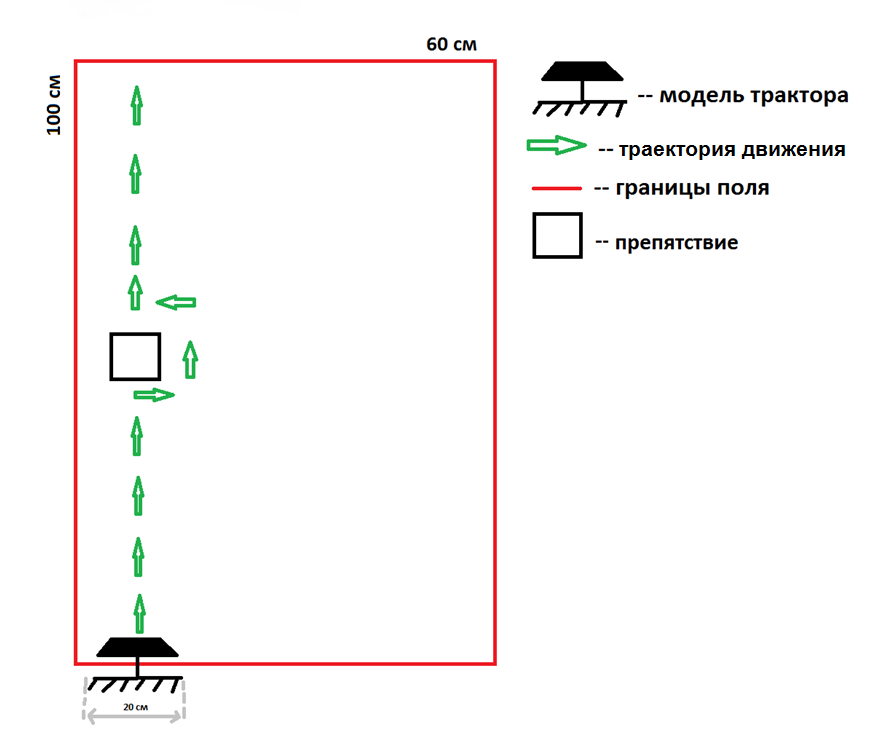 60 см
100 см
-- модель трактора
-- траектория движения
-- границы поля
-- препятствие
20 см